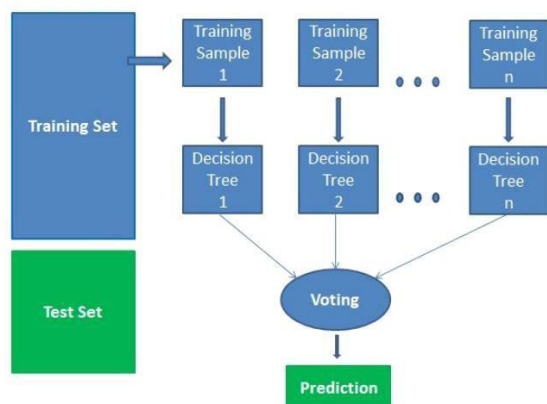 Training Set
Training
Sample
1
Training
Sample
2
Training
Sample
n
Decision
Tree
1
Decision
Tree
2
Decision
Tree
n
Test Set
Voting
Prediction